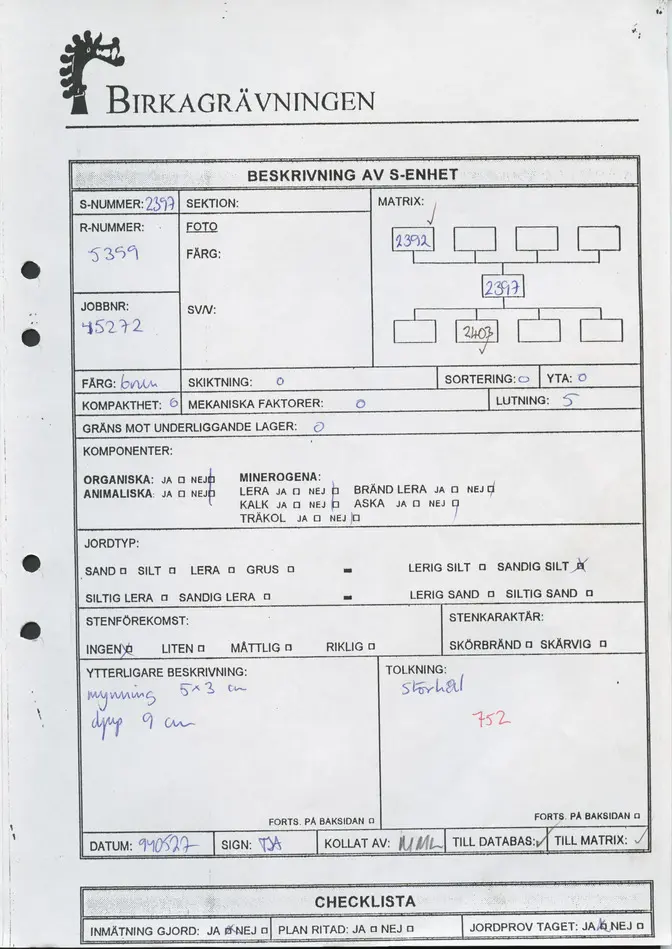 BIRKAGRÄVNINGEN
BESKRIVNING AV S-ENHET
S-NUMMER: 2397 SEKTION: MATRIX:
R-NUMMER: FOTO
5359 FÄRG:
2392
2397
JOBBNR: SV/V:
45272
2403
FÄRG: brun SKIKTNING: 0 SORTERING: 0 YTA: 0
KOMPAKTHET: 6 MEKANISKA FAKTORER: 0 LUTNING: 5
GRÄNS MOT UNDERLIGGANDE LAGER: 0
KOMPONENTER:
ORGANISKA: JA NEJ MINEROGENA:
ANIMALISKA: JA NEJ LERA JA NEJ BRÄND LERA JA NEJ
KALK JA NEJ ASKA JA NEJ
TRÄKOL JA NEJ
JORDTYP:
SAND SILT LERA GRUS - LERIG SILT SANDIG SILT
SILTIG LERA SANDIG LERA - LERIG SAND SILTIG SAND
STENFÖREKOMST: STENKARAKTÄR:
INGEN LITEN MÅTTLIG RIKLIG SKÖRBRÄND SKÄRVIG
YTTERLIGARE BESKRIVNING: TOLKNING:
mynning 5x3 cm störhål
djup 9 cm 752
FORTS. PÅ BAKSIDAN FORTS. PÅ BAKSIDAN
DATUM: 940527 SIGN: KOLLAT AV: MML TILL DATABAS: TILL MATRIX:
CHECKLISTA
INMÄTNING GJORD: JA NEJ PLAN RITAD: JA NEJ JORDPROV TAGET: JA NEJ